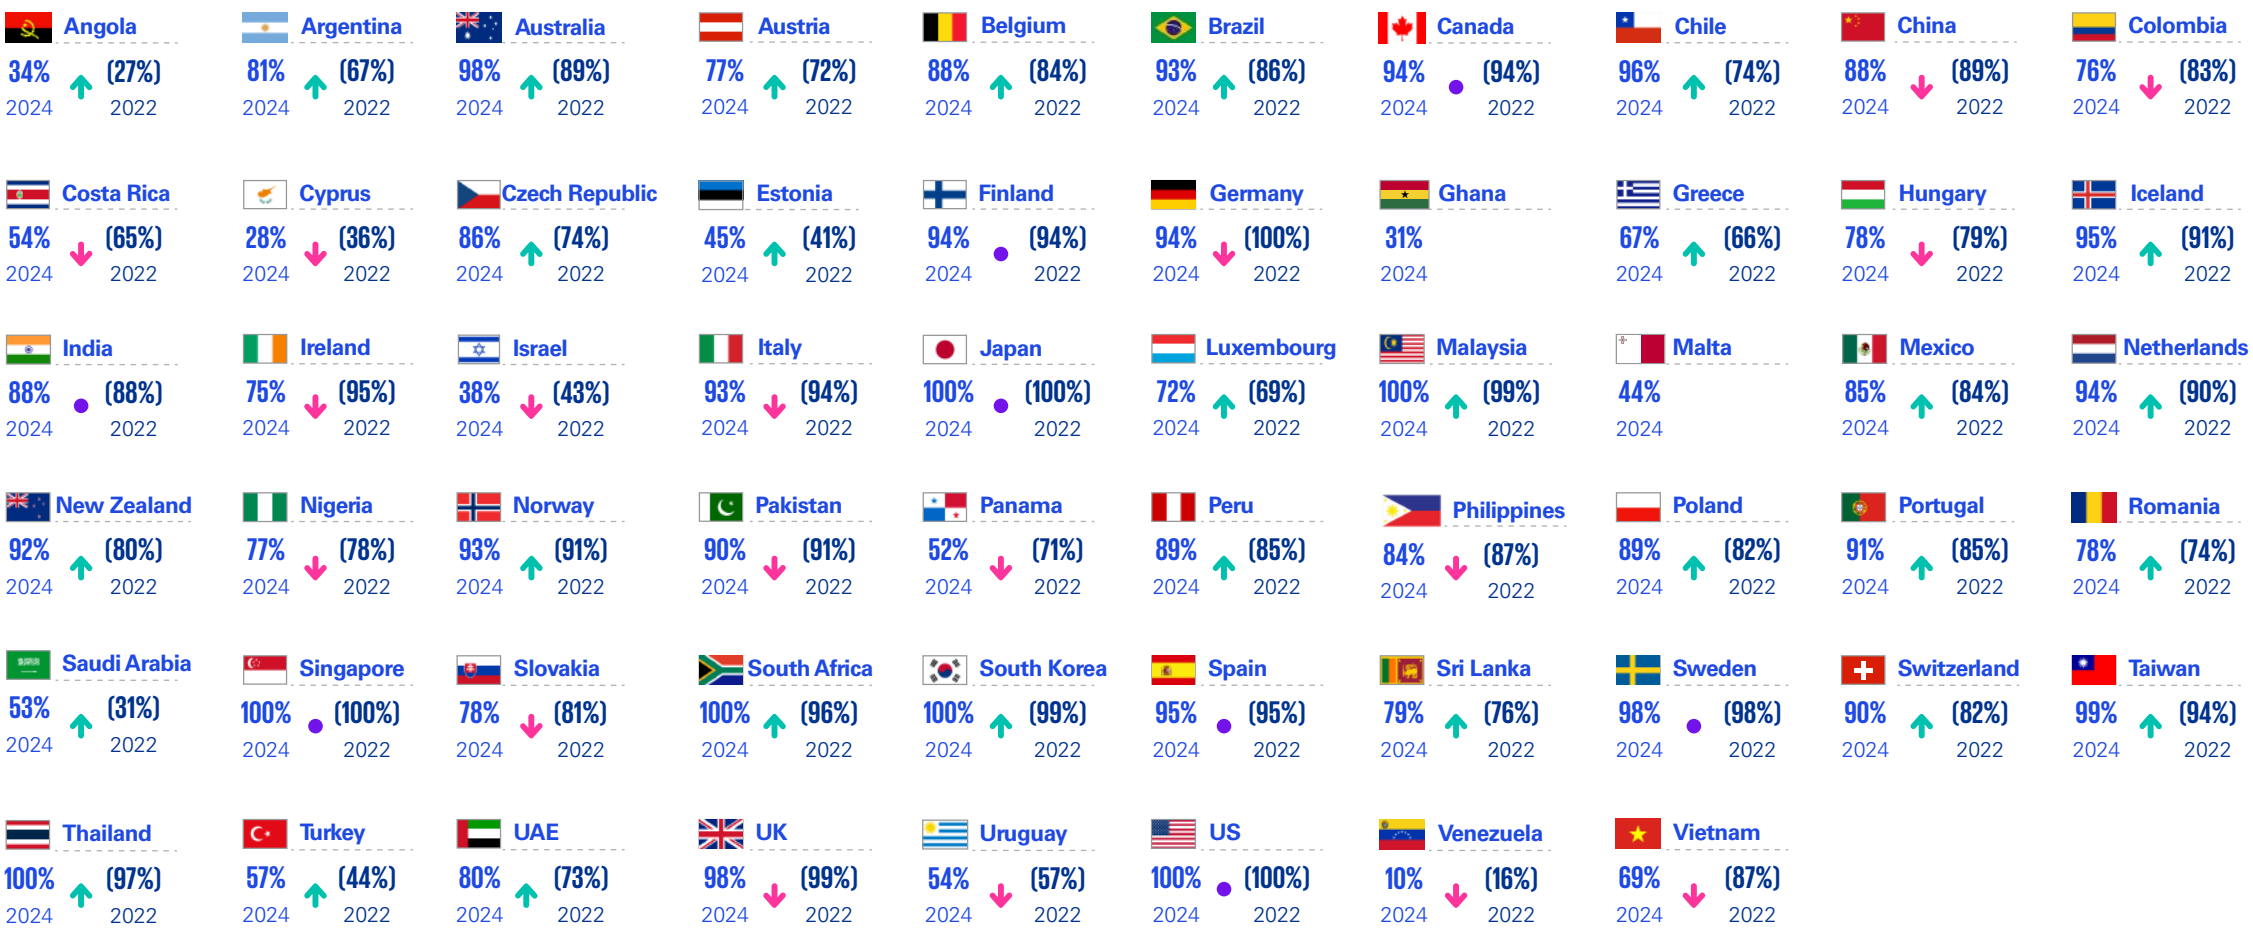 Angola Argentina Australia Austria Belgium Brazil Canada Chile China Colombia
34% (27%) 81% (67%) 98% (89%) 77% (72%) 88% (84%) 93% (86%) 94% (94%) 96% (74%) 88% (89%) 76% (83%)
2024 2022 2024 2022 2024 2022 2024 2022 2024 2022 2024 2022 2024 2022 2024 2022 2024 2022 2024 2022
Costa Rica Cyprus Czech Republic Estonia Finland Germany Ghana Greece Hungary Iceland
54% (65%) 28% (36%) 86% (74%) 45% (41%) 94% (94%) 94% (100%) 31% 67% (66%) 78% (79%) 95% (91%)
2024 2022 2024 2022 2024 2022 2024 2022 2024 2022 2024 2022 2024 2024 2022 2024 2022 2024 2022
India Ireland Israel Italy Japan Luxembourg Malaysia Malta Mexico Netherlands
88% (88%) 75% (95%) 38% (43%) 93% (94%) 100% (100%) 72% (69%) 100% (99%) 44% 85% (84%) 94% (90%)
2024 2022 2024 2022 2024 2022 2024 2022 2024 2022 2024 2022 2024 2022 2024 2024 2022 2024 2022
New Zealand Nigeria Norway Pakistan Panama Peru Philippines Poland Portugal Romania
92% (80%) 77% (78%) 93% (91%) 90% (91%) 52% (71%) 89% (85%) 84% (87%) 89% (82%) 91% (85%) 78% (74%)
2024 2022 2024 2022 2024 2022 2024 2022 2024 2022 2024 2022 2024 2022 2024 2022 2024 2022 2024 2022
Saudi Arabia Singapore Slovakia South Africa South Korea Spain Sri Lanka Sweden Switzerland Taiwan
53% (31%) 100% (100%) 78% (81%) 100% (96%) 100% (99%) 95% (95%) 79% (76%) 98% (98%) 90% (82%) 99% (94%)
2024 2022 2024 2022 2024 2022 2024 2022 2024 2022 2024 2022 2024 2022 2024 2022 2024 2022 2024 2022
Thailand Turkey UAE UK Uruguay US Venezuela Vietnam
100% (97%) 57% (44%) 80% (73%) 98% (99%) 54% (57%) 100% (100%) 10% (16%) 69% (87%)
2024 2022 2024 2022 2024 2022 2024 2022 2024 2022 2024 2022 2024 2022 2024 2022